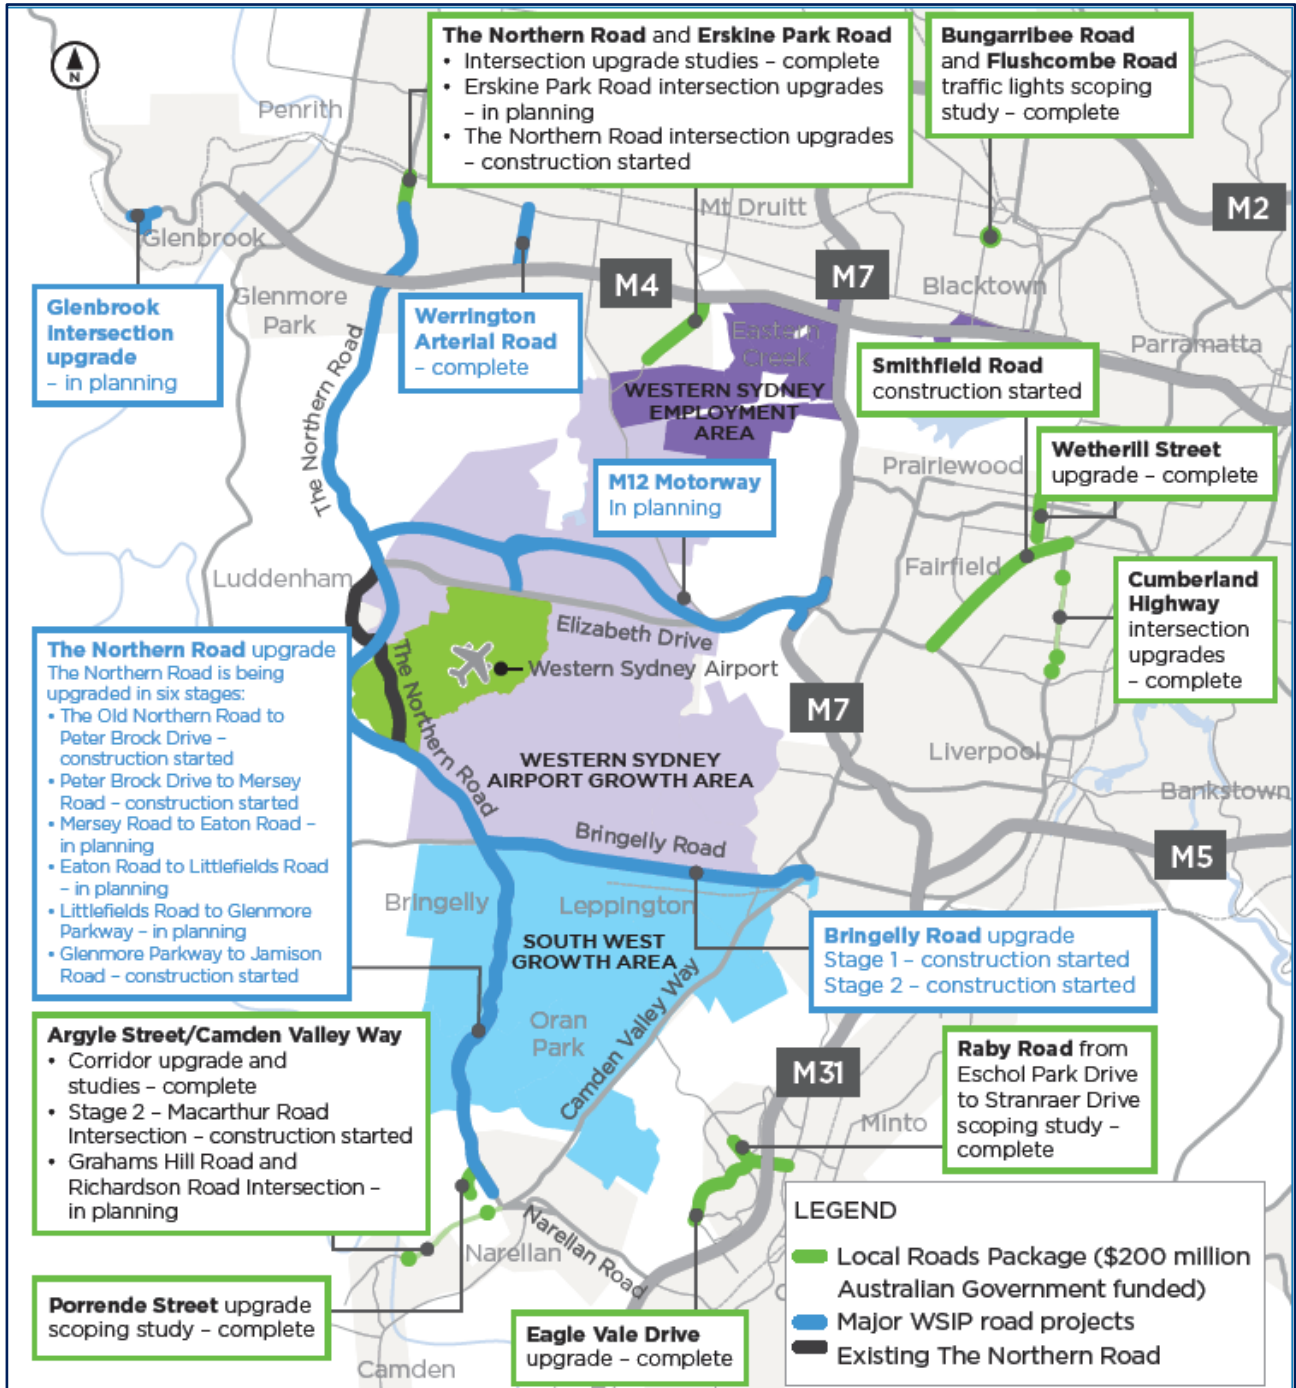 The Northern Road and Erskine Park Road
• Intersection upgrade studies – complete
• Erskine Park Road intersection upgrades
– in planning
• The Northern Road intersection upgrades
– construction started
Bungarribee Road
and Flushcombe Road
traffic lights scoping
study – complete
N
Penrith
Mt Druitt
M2
Glenbrook
M4
M7
Blacktown
Glenbrook
intersection
upgrade
– in planning
Glenmore
Park
Werrington
Arterial Road
– complete
Eastern
Creek
Parramatta
Smithfield Road
construction started
The Northern Road
WESTERN SYDNEY
EMPLOYMENT
AREA
Wetherill Street
upgrade – complete
Prairiewood
M12 Motorway
In planning
Luddenham
Fairfield
Cumberland
Highway
intersection
upgrades
– complete
Elizabeth Drive
Western Sydney Airport
The Northern Road
The Northern Road upgrade
The Northern Road is being
upgraded in six stages:
• The Old Northern Road to
Peter Brock Drive –
construction started
• Peter Brock Drive to Mersey
Road – construction started
• Mersey Road to Eaton Road –
in planning
• Eaton Road to Littlefields Road
– in planning
• Littlefields Road to Glenmore
Parkway – in planning
• Glenmore Parkway to Jamison
Road – construction started
M7
WESTERN SYDNEY
AIRPORT GROWTH AREA
Liverpool
Bankstown
Bringelly Road
M5
Bringelly
Leppington
SOUTH WEST
GROWTH AREA
Bringelly Road upgrade
Stage 1 – construction started
Stage 2 – construction started
Oran
Park
Camden Valley Way
Argyle Street/Camden Valley Way
• Corridor upgrade and
studies – complete
• Stage 2 – Macarthur Road
Intersection – construction started
• Grahams Hill Road and
Richardson Road Intersection –
in planning
M31
Minto
Raby Road from
Eschol Park Drive
to Stranraer Drive
scoping study –
complete
Narellan
Narellan Road
Porrende Street upgrade
scoping study – complete
Camden
Eagle Vale Drive
upgrade – complete
LEGEND
Local Roads Package ($200 million
Australian Government funded)
Major WSIP road projects
Existing The Northern Road